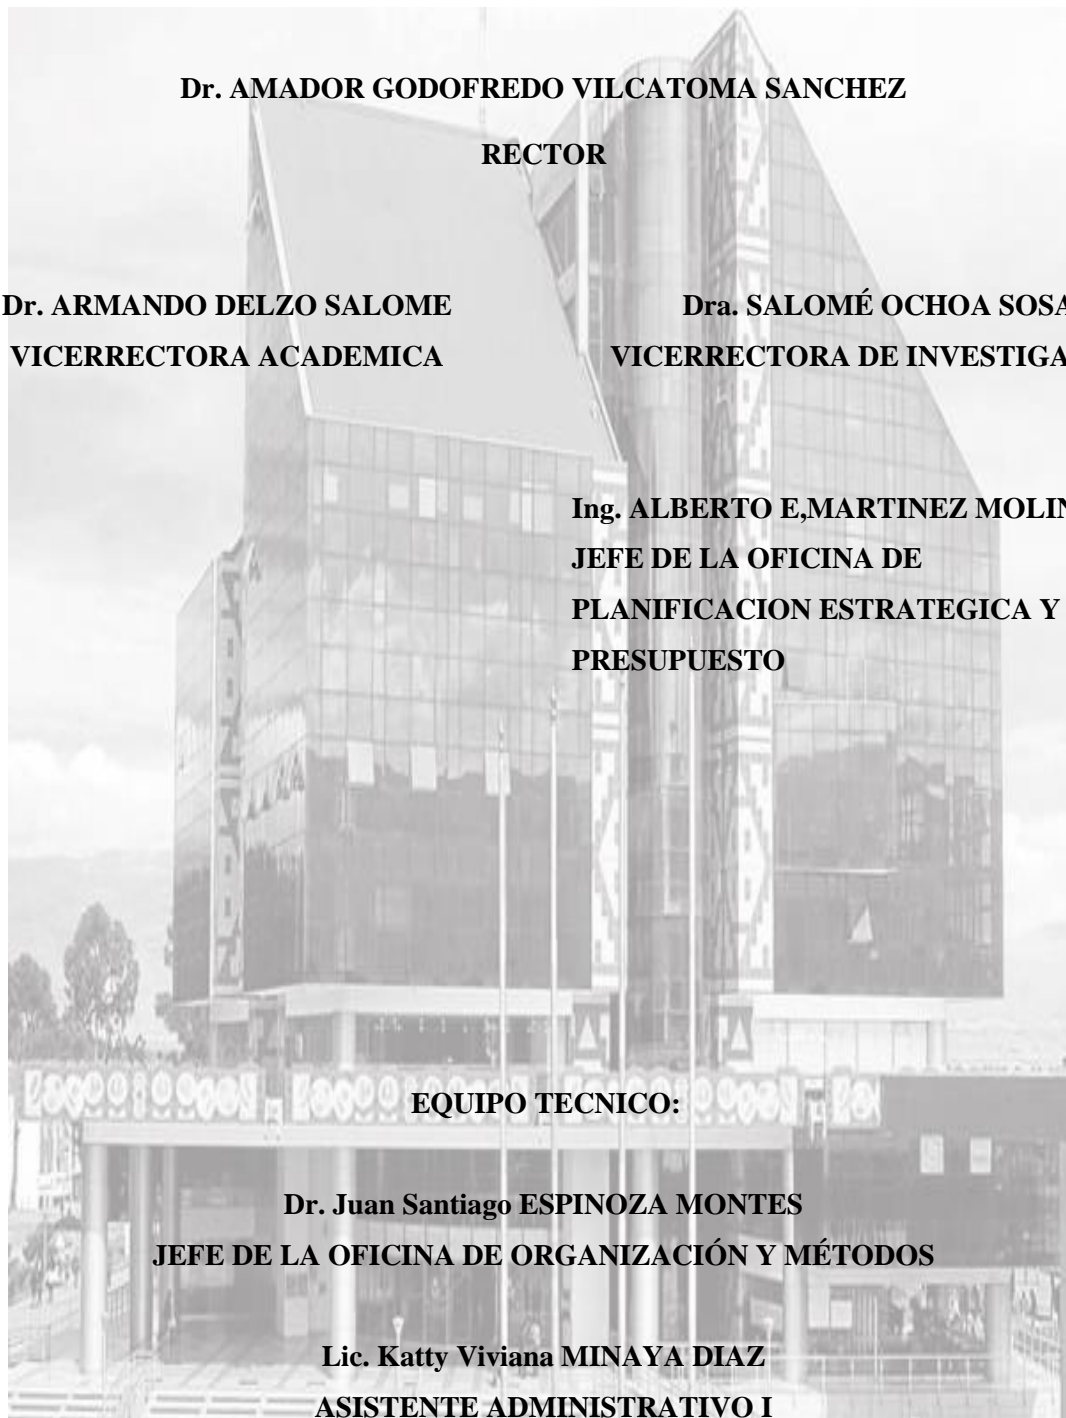 Dr. AMADOR GODOFREDO VILCATOMA SANCHEZ
RECTOR
Dr. ARMANDO DELZO SALOME
VICERRECTORA ACADEMICA
Dra. SALOMÉ OCHOA SOSA
VICERRECTORA DE INVESTIGA
Ing. ALBERTO E,MARTINEZ MOLIN
JEFE DE LA OFICINA DE
PLANIFICACION ESTRATEGICA Y
PRESUPUESTO
EQUIPO TECNICO:
Dr. Juan Santiago ESPINOZA MONTES
JEFE DE LA OFICINA DE ORGANIZACIÓN Y MÉTODOS
Lic. Katty Viviana MINAYA DIAZ
ASISTENTE ADMINISTRATIVO I